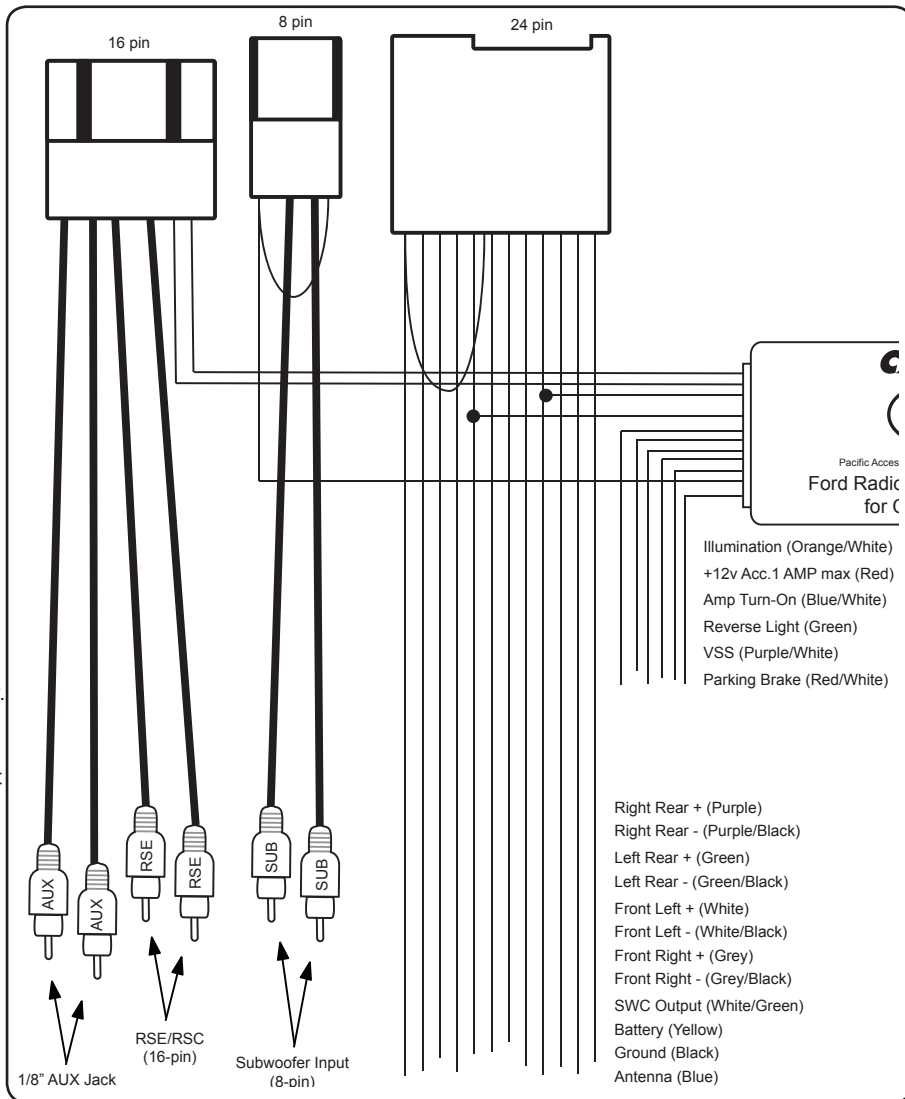 16 pin
8 pin
24 pin
Pacific Acces
Ford Radio
for
Illumination (Orange/White)
+12v Acc.1 AMP max (Red)
Amp Turn-On (Blue/White)
Reverse Light (Green)
VSS (Purple/White)
Parking Brake (Red/White)
Right Rear + (Purple)
Right Rear - (Purple/Black)
Left Rear + (Green)
Left Rear - (Green/Black)
Front Left + (White)
Front Left - (White/Black)
Front Right + (Grey)
Front Right - (Grey/Black)
SWC Output (White/Green)
Battery (Yellow)
Ground (Black)
Antenna (Blue)
AUX
AUX
RSE
RSE
SUB
SUB
1/8" AUX Jack
RSE/RSC
(16-pin)
Subwoofer Input
(8-pin)